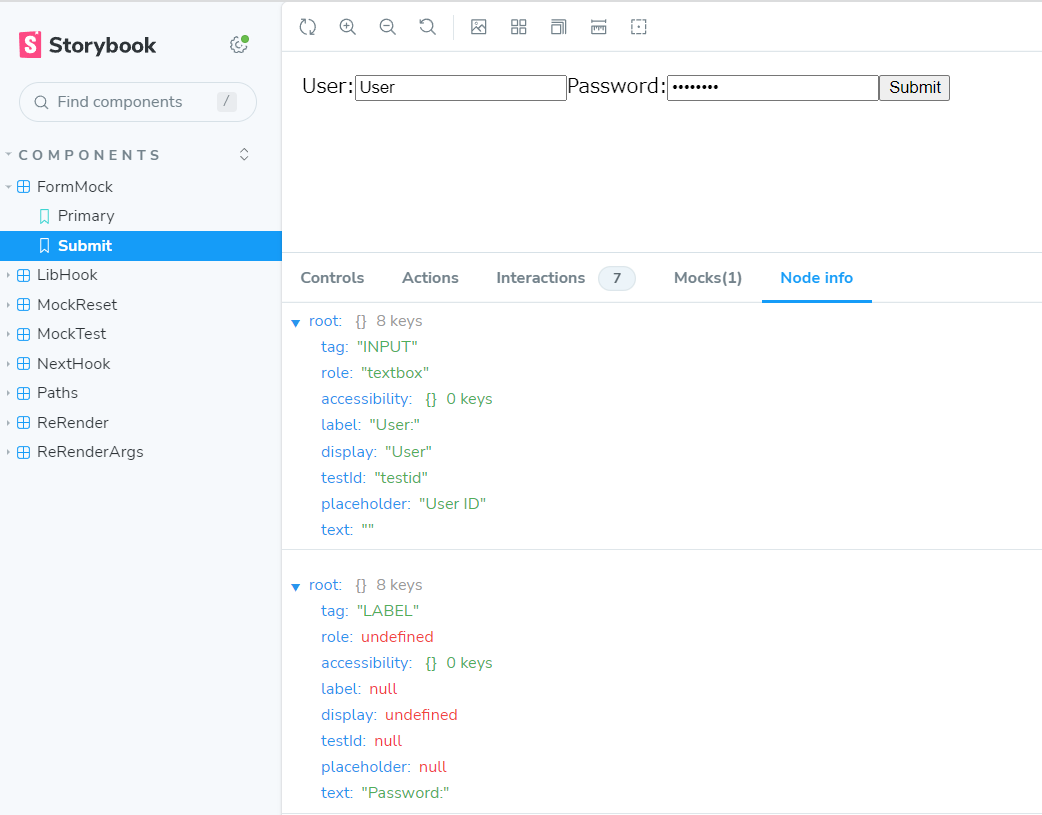 Storybook
Find components /
COMPONENTS
FormMock
Primary
Submit
LibHook
MockReset
MockTest
NextHook
Paths
ReRender
ReRenderArgs
User: User Password: •••••••• Submit
Controls Actions Interactions 7 Mocks(1) Node info
root: {} 8 keys
tag: "INPUT"
role: "textbox"
accessibility: {} 0 keys
label: "User:"
display: "User"
testId: "testid"
placeholder: "User ID"
text: ""
root: {} 8 keys
tag: "LABEL"
role: undefined
accessibility: {} 0 keys
label: null
display: undefined
testId: null
placeholder: null
text: "Password:"